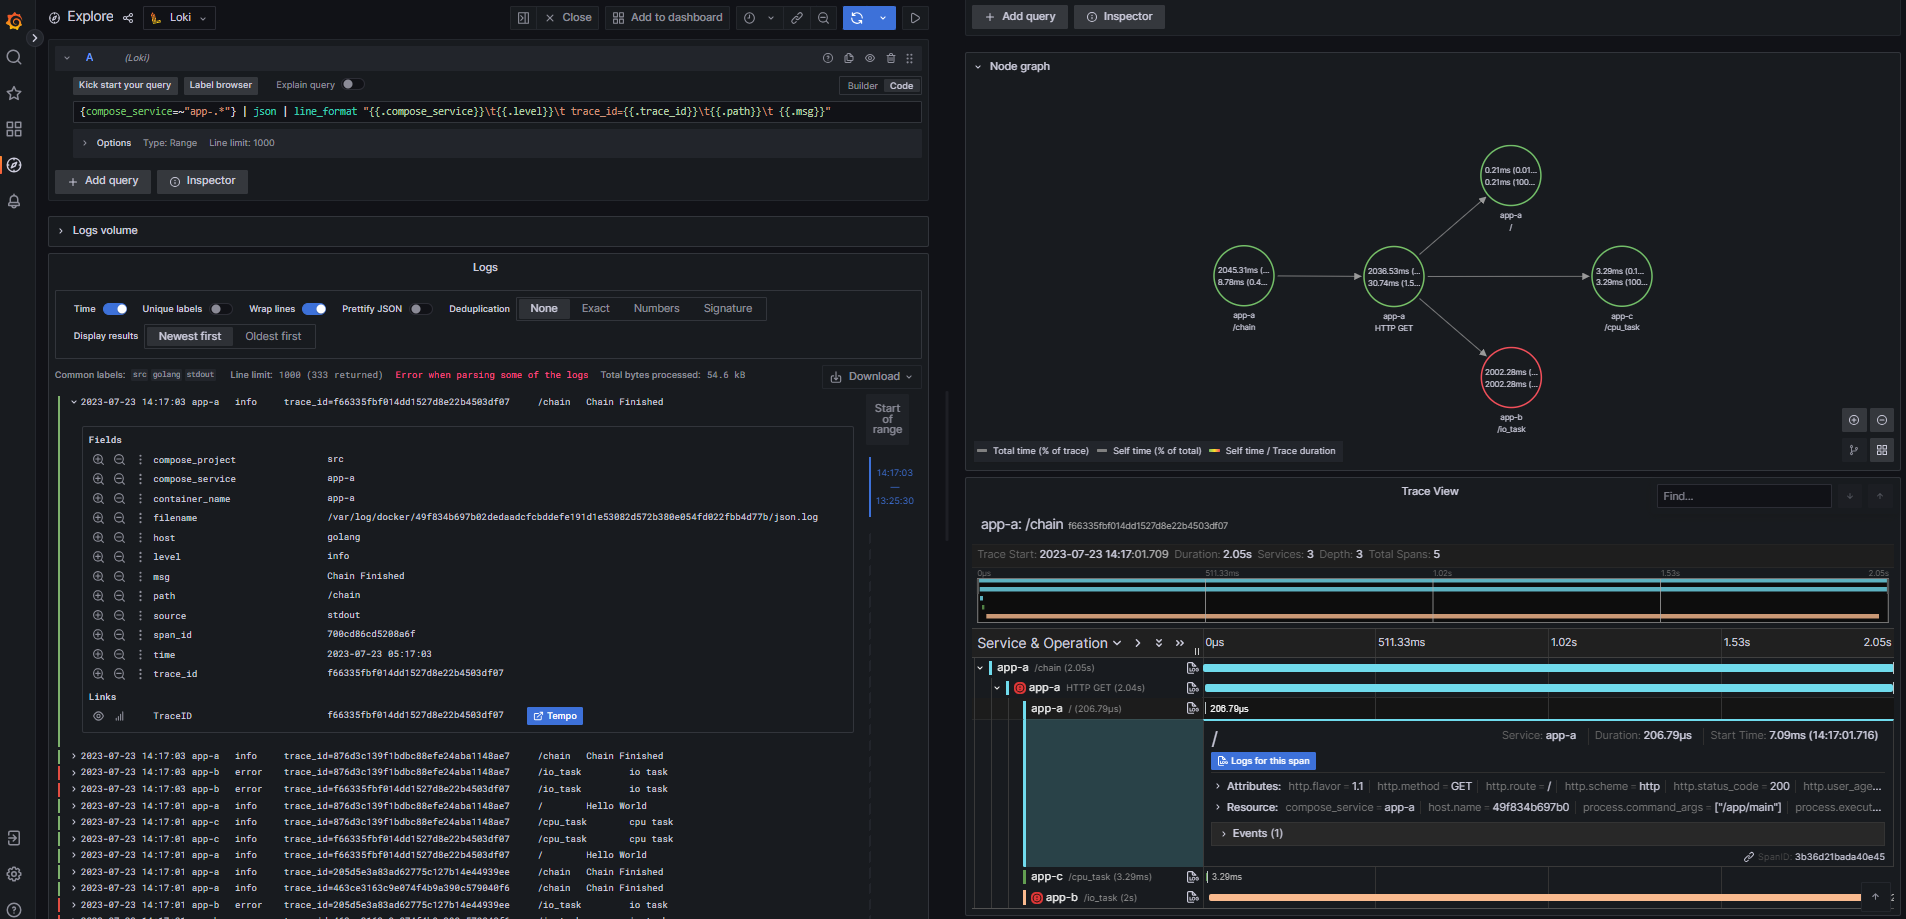 Explore
Loki
Close
Add to dashboard
A
(Loki)
Kick start your query
Label browser
Explain query
Builder
Code
{compose_service=~"app-.*"} | json | line_format "{{.compose_service}}\t{{.level}}\t trace_id={{.trace_id}}\t{{.path}}\t {{.msg}}"
Options Type: Range Line limit: 1000
Add query
Inspector
Logs volume
Logs
Time Unique labels Wrap lines Prettify JSON Deduplication None Exact Numbers Signature
Display results Newest first Oldest first
Common labels: src golang stdout Line limit: 1000 (333 returned) Error when parsing some of the logs Total bytes processed: 54.6 kB
Download
2023-07-23 14:17:03 app-a info trace_id=f66335fbf014dd1527d8e22b4503df07 /chain Chain Finished
Start
of
range
14:17:03
—
13:25:30
Fields
compose_project src
compose_service app-a
container_name app-a
filename /var/log/docker/49f834b697b02dedaadcfcbddefe191d1e53082d572b380e054fd022fbb4d77b/json.log
host golang
level info
msg Chain Finished
path /chain
source stdout
span_id 700cd86cd5208a6f
time 2023-07-23 05:17:03
trace_id f66335fbf014dd1527d8e22b4503df07
Links
TraceID f66335fbf014dd1527d8e22b4503df07 Tempo
2023-07-23 14:17:03 app-a info trace_id=876d3c139f1bdbc88efe24aba1148ae7 /chain Chain Finished
2023-07-23 14:17:03 app-b error trace_id=876d3c139f1bdbc88efe24aba1148ae7 /io_task io task
2023-07-23 14:17:03 app-b error trace_id=876d3c139f1bdbc88efe24aba1148ae7 /io_task io task
2023-07-23 14:17:01 app-a info trace_id=876d3c139f1bdbc88efe24aba1148ae7 / Hello World
2023-07-23 14:17:01 app-c info trace_id=876d3c139f1bdbc88efe24aba1148ae7 /cpu_task cpu task
2023-07-23 14:17:01 app-c info trace_id=f66335fbf014dd1527d8e22b4503df07 /cpu_task cpu task
2023-07-23 14:17:01 app-a info trace_id=f66335fbf014dd1527d8e22b4503df07 / Hello World
2023-07-23 14:17:01 app-a info trace_id=205d5e3a83ad62775c127b14e44939ee /chain Chain Finished
2023-07-23 14:17:01 app-a info trace_id=463ce3163c9e074f4b9a390c579040f6 /chain Chain Finished
2023-07-23 14:17:01 app-b error trace_id=205d5e3a83ad62775c127b14e44939ee /io_task io task
Add query
Inspector
Node graph
0.21ms (0.01...
0.21ms (100...
app-a
/
2045.31ms (...
8.78ms (0.4...
app-a
/chain
2036.53ms (...
30.74ms (1.5...
app-a
HTTP GET
3.29ms (0.1...
3.29ms (100...
app-c
/cpu_task
2002.28ms (...
2002.28ms (...
app-b
/io_task
Total time (% of trace) Self time (% of total) Self time / Trace duration
Trace View
Find...
app-a: /chain f66335fbf014dd1527d8e22b4503df07
Trace Start: 2023-07-23 14:17:01.709 Duration: 2.05s Services: 3 Depth: 3 Total Spans: 5
0μs 511.33ms 1.02s 1.53s 2.05s
Service & Operation 0μs 511.33ms 1.02s 1.53s 2.05s
app-a /chain (2.05s)
app-a HTTP GET (2.04s)
app-a / (206.79μs) 206.79μs
/ Service: app-a Duration: 206.79μs Start Time: 7.09ms (14:17:01.716)
Logs for this span
Attributes: http.flavor = 1.1 http.method = GET http.route = / http.scheme = http http.status_code = 200 http.user_age...
Resource: compose_service = app-a host.name = 49f834b697b0 process.command_args = ["/app/main"] process.execut...
Events (1)
SpanID: 3b36d21bada40e45
app-c /cpu_task (3.29ms) 3.29ms
app-b /io_task (2s)